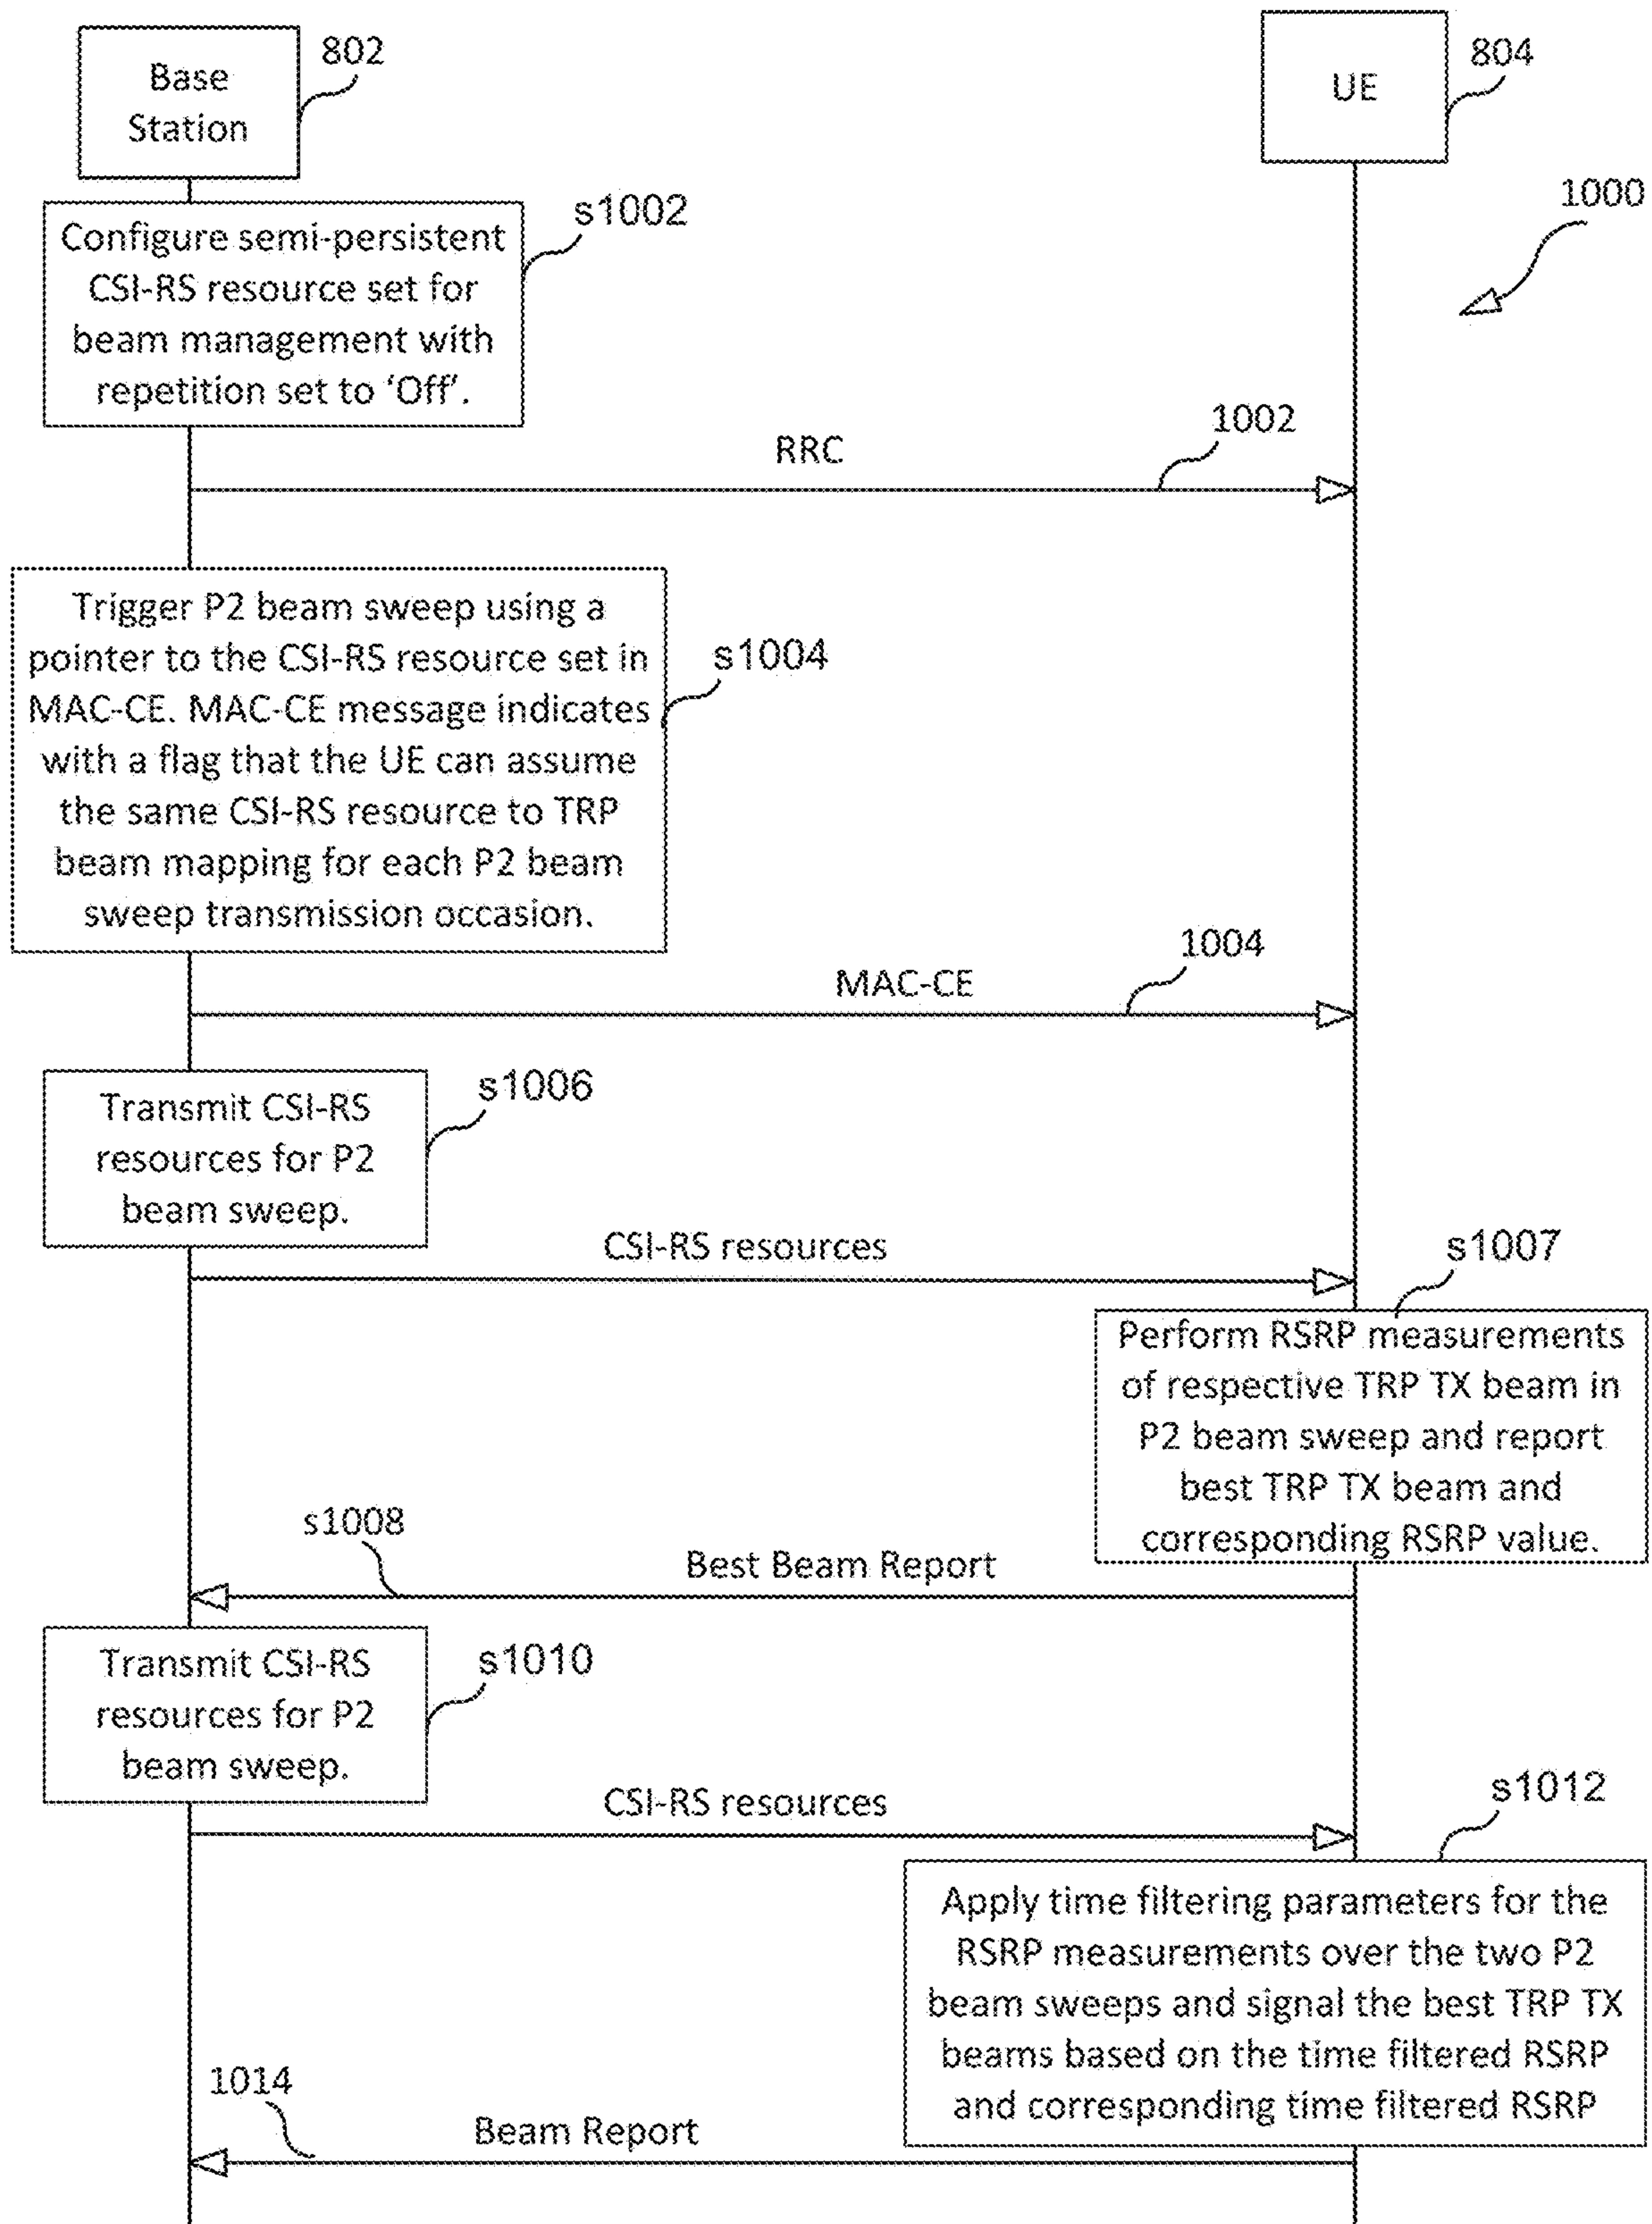 Base
Station
802
UE
804
1000
Configure semi-persistent
CSI-RS resource set for
beam management with
repetition set to ‘Off’.
s1002
RRC
1002
Trigger P2 beam sweep using a
pointer to the CSI-RS resource set in
MAC-CE. MAC-CE message indicates
with a flag that the UE can assume
the same CSI-RS resource to TRP
beam mapping for each P2 beam
sweep transmission occasion.
s1004
MAC-CE
1004
Transmit CSI-RS
resources for P2
beam sweep.
s1006
CSI-RS resources
s1007
Perform RSRP measurements
of respective TRP TX beam in
P2 beam sweep and report
best TRP TX beam and
corresponding RSRP value.
s1008
Best Beam Report
Transmit CSI-RS
resources for P2
beam sweep.
s1010
CSI-RS resources
s1012
Apply time filtering parameters for the
RSRP measurements over the two P2
beam sweeps and signal the best TRP TX
beams based on the time filtered RSRP
and corresponding time filtered RSRP
1014
Beam Report